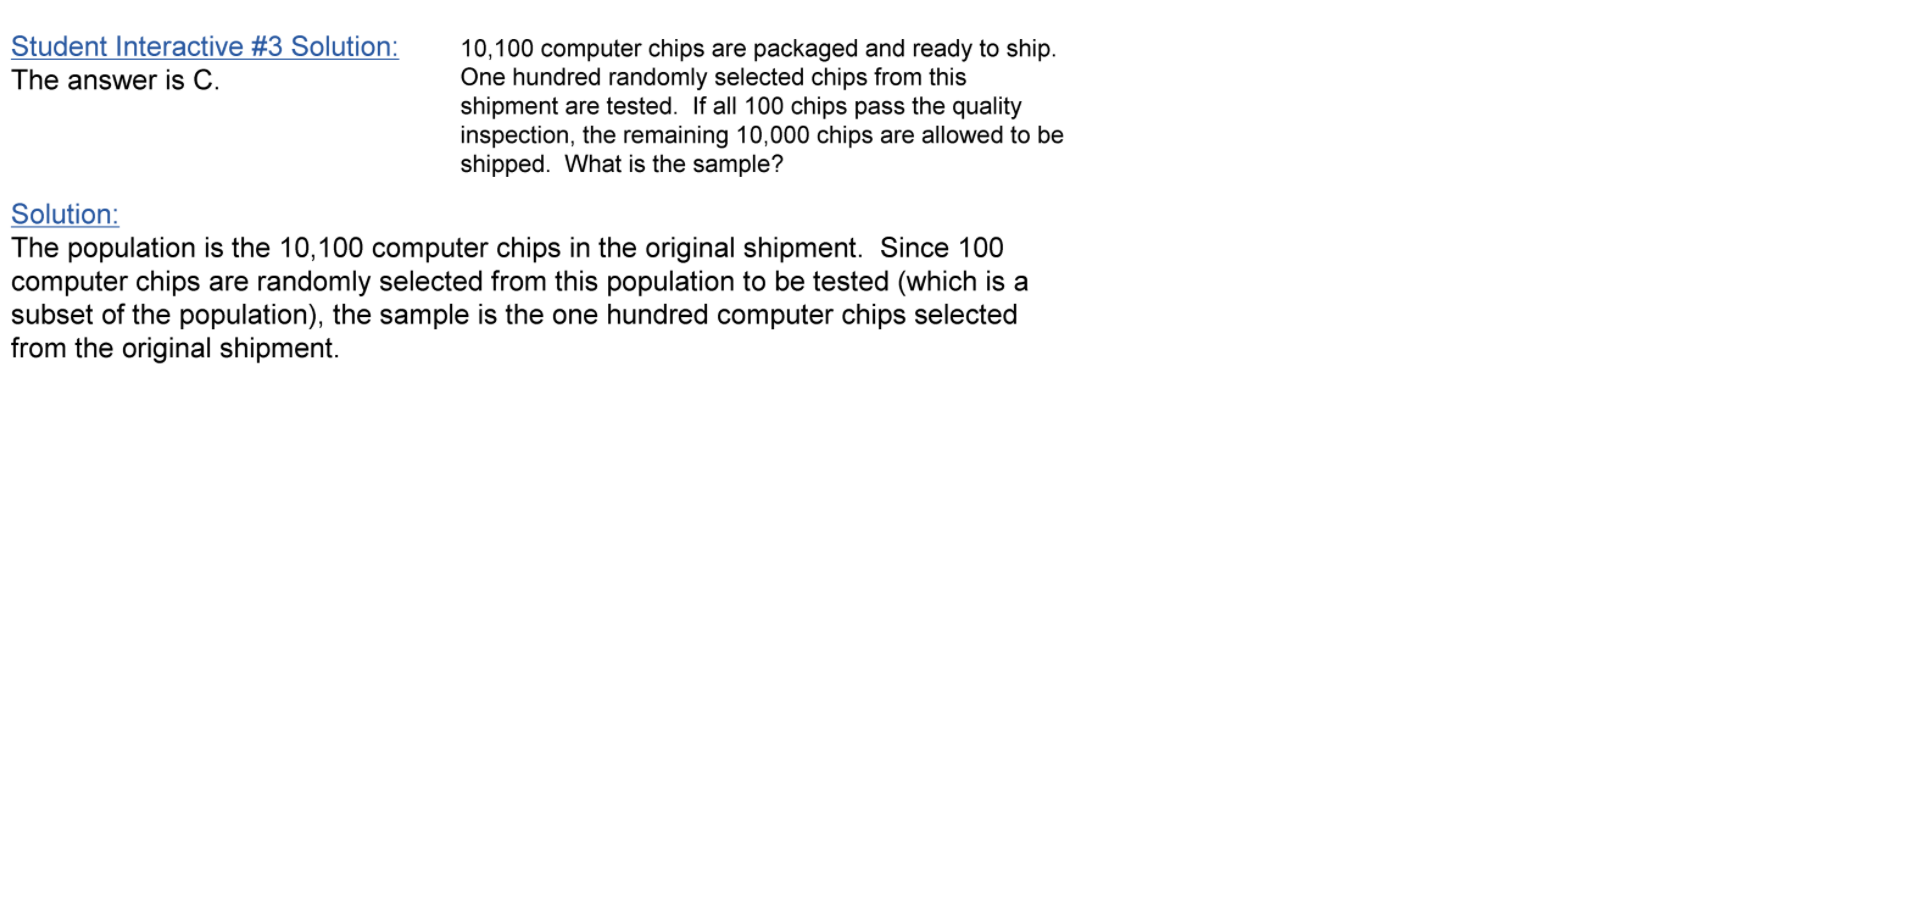 Student Interactive #3 Solution:
The answer is C.
10,100 computer chips are packaged and ready to ship.
One hundred randomly selected chips from this
shipment are tested.  If all 100 chips pass the quality
inspection, the remaining 10,000 chips are allowed to be
shipped.  What is the sample?
Solution:
The population is the 10,100 computer chips in the original shipment.  Since 100
computer chips are randomly selected from this population to be tested (which is a
subset of the population), the sample is the one hundred computer chips selected
from the original shipment.